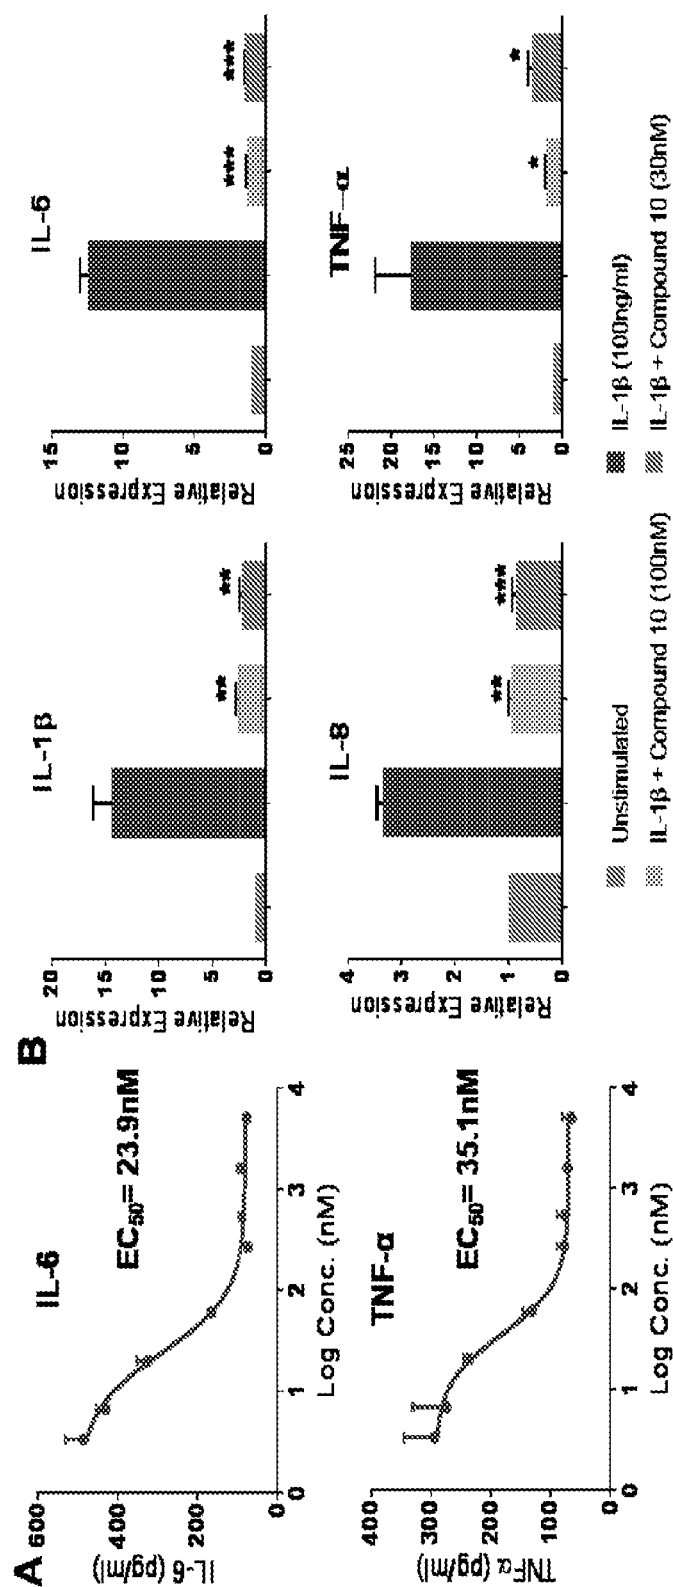 A
IL-6
EC50= 23.9nM
IL-6 (pg/ml)
600
400
200
0
0
1
2
3
4
Log Conc. (nM)
TNF-α
EC50= 35.1nM
TNFα (pg/ml)
400
300
200
100
0
0
1
2
3
4
Log Conc. (nM)
B
IL-1β
Relative Expression
20
15
10
5
0
**
**
IL-6
Relative Expression
15
10
5
0
***
***
IL-8
Relative Expression
4
3
2
1
0
**
***
TNF-α
Relative Expression
25
20
15
10
5
0
*
*
Unstimulated
IL-1β (100ng/ml)
IL-1β + Compound 10 (100nM)
IL-1β + Compound 10 (30nM)